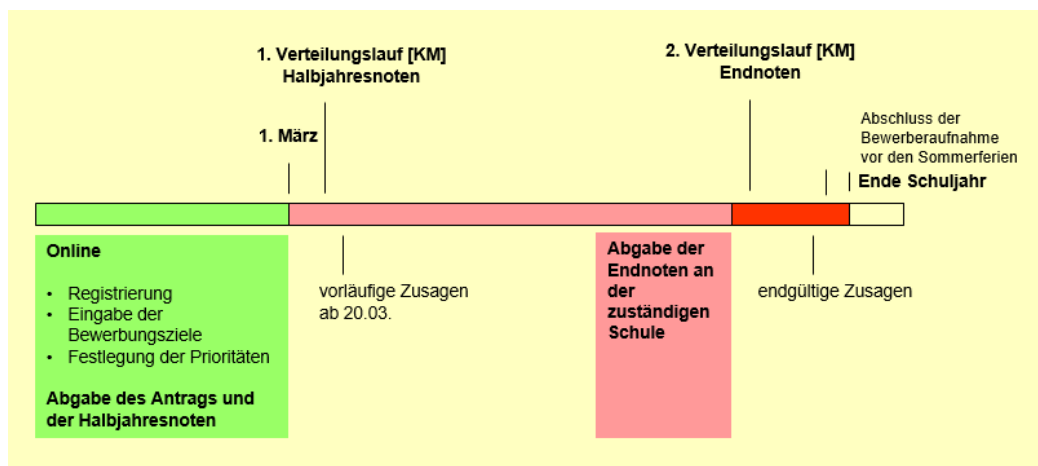 1. Verteilungslauf [KM]
Halbjahresnoten
2. Verteilungslauf [KM]
Endnoten
1. März
Abschluss der
Bewerberaufnahme
vor den Sommerferien
Ende Schuljahr
Online
• Registrierung
• Eingabe der
Bewerbungsziele
• Festlegung der Prioritäten
Abgabe des Antrags und
der Halbjahresnoten
vorläufige Zusagen
ab 20.03.
Abgabe der
Endnoten an
der
zuständigen
Schule
endgültige Zusagen